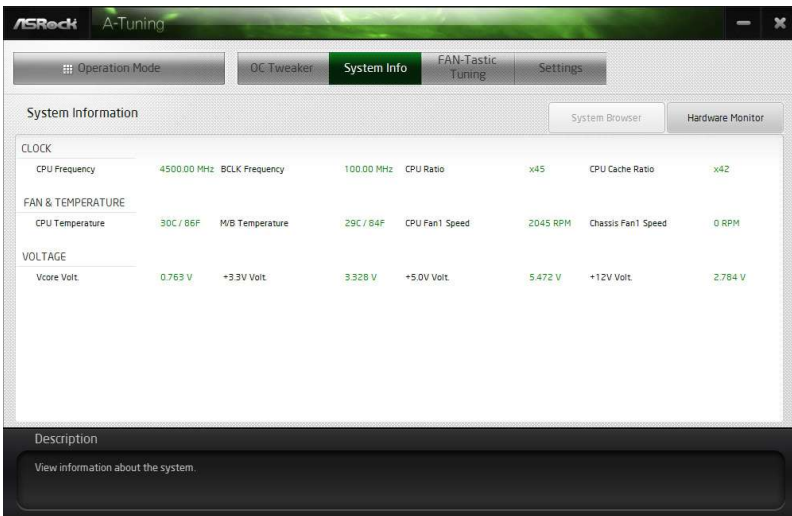 ASRock A-Tuning
Operation Mode OC Tweaker System Info FAN-Tastic Tuning Settings
System Information System Browser Hardware Monitor
CLOCK
CPU Frequency 4500.00 MHz BCLK Frequency 100.00 MHz CPU Ratio x45 CPU Cache Ratio x42
FAN & TEMPERATURE
CPU Temperature 30C / 86F M/B Temperature 29C / 84F CPU Fan1 Speed 2045 RPM Chassis Fan1 Speed 0 RPM
VOLTAGE
Vcore Volt. 0.763 V +3.3V Volt. 3.328 V +5.0V Volt. 5.472 V +12V Volt. 2.784 V
Description
View information about the system.